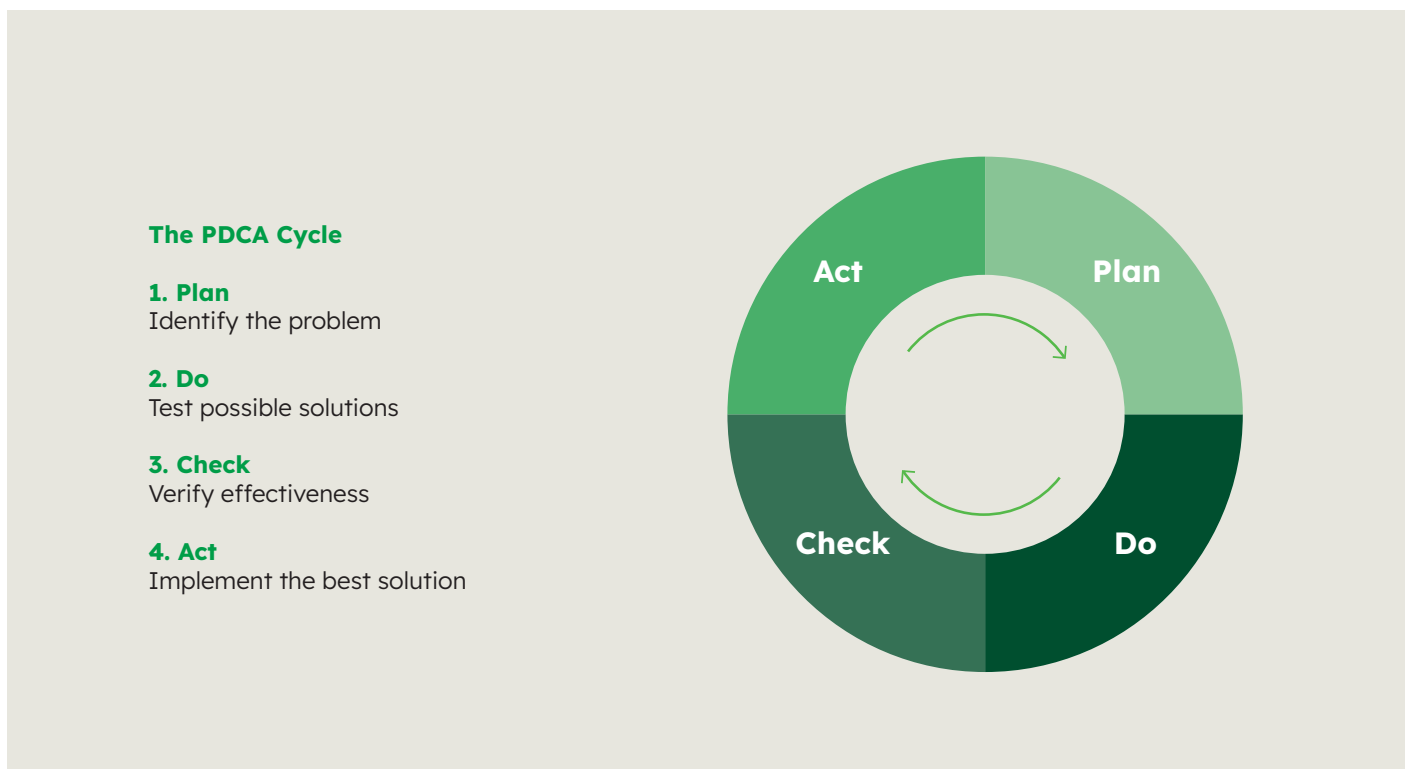 The PDCA Cycle
1. Plan
Identify the problem
2. Do
Test possible solutions
3. Check
Verify effectiveness
4. Act
Implement the best solution
Act
Plan
Check
Do